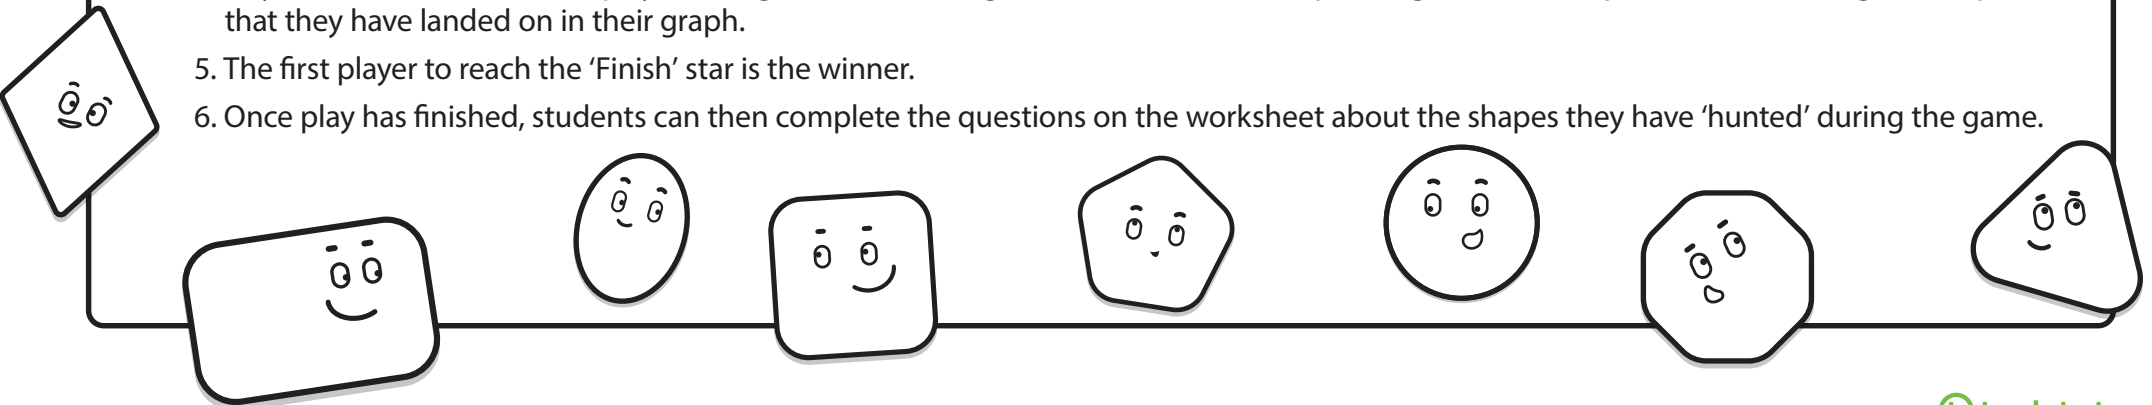 that they have landed on in their graph.
5. The first player to reach the ‘Finish’ star is the winner.
6. Once play has finished, students can then complete the questions on the worksheet about the shapes they have ‘hunted’ during the game.